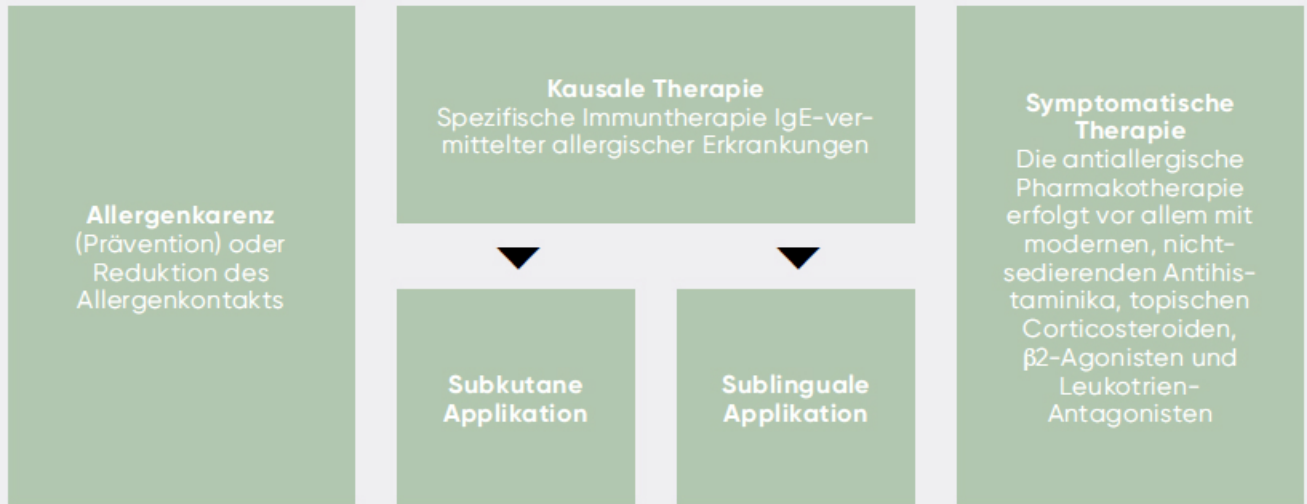 Allergenkarenz
(Prävention) oder
Reduktion des
Allergenkontakts
Kausale Therapie
Spezifische Immuntherapie IgE-ver-
mittelter allergischer Erkrankungen
Subkutane
Applikation
Sublinguale
Applikation
Symptomatische
Therapie
Die antiallergische
Pharmakotherapie
erfolgt vor allem mit
modernen, nicht-
sedierenden Antihis-
taminika, topischen
Corticosteroiden,
β2-Agonisten und
Leukotrien-
Antagonisten